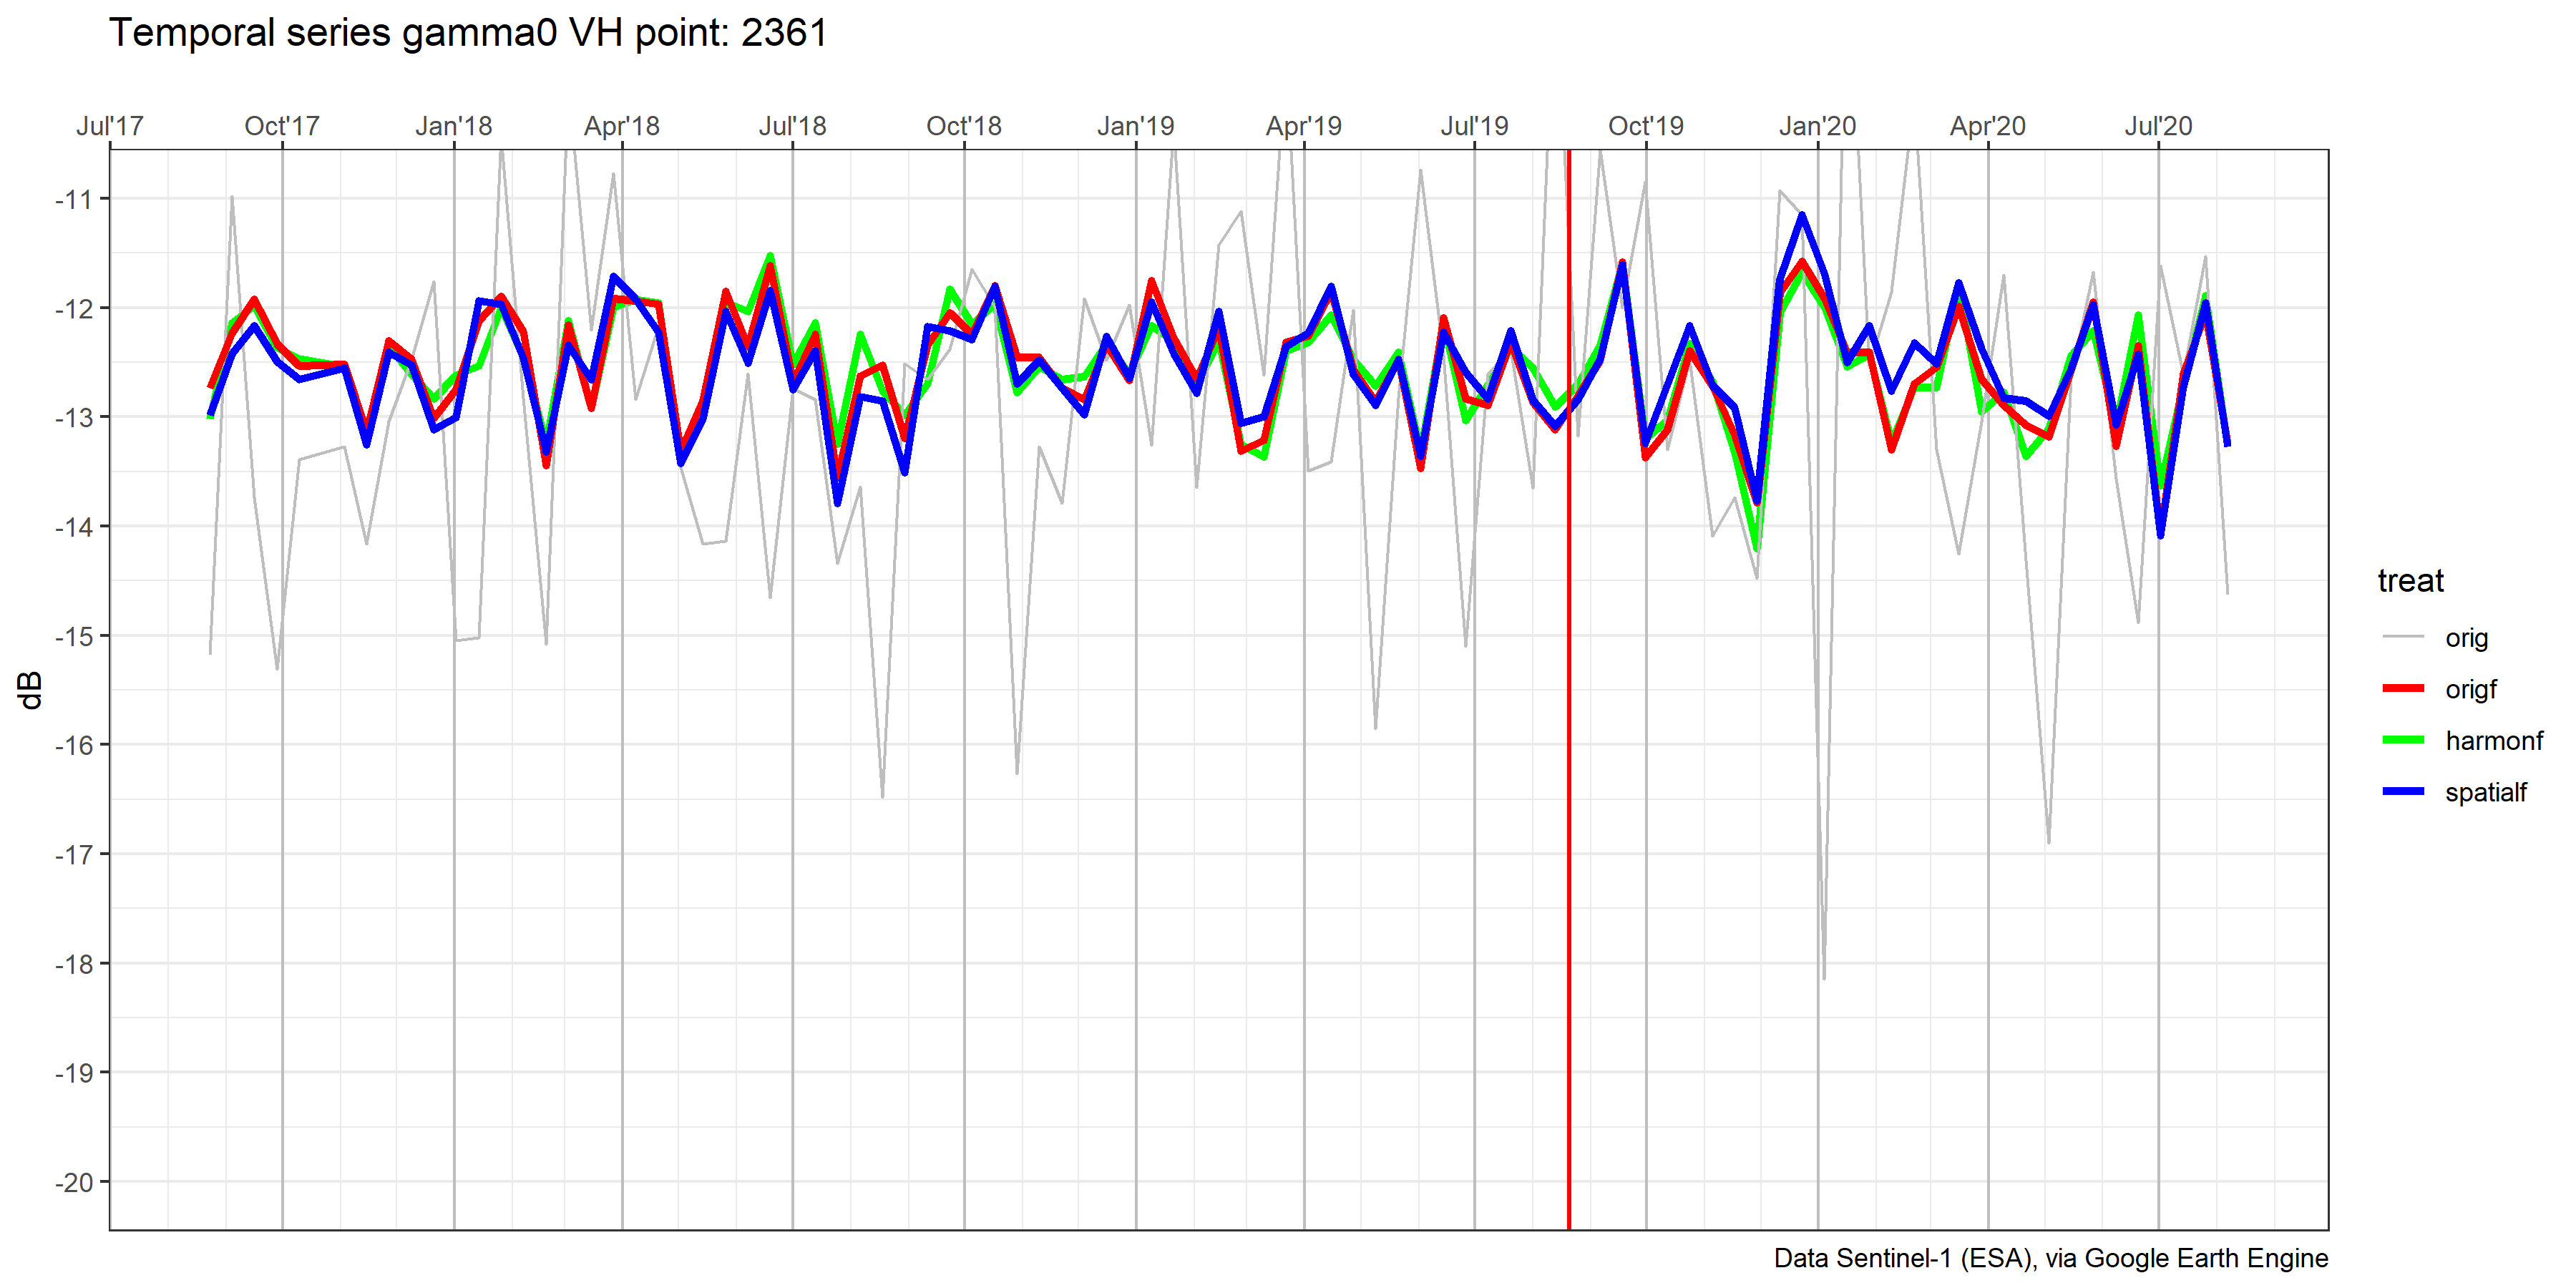 Temporal series gamma0 VH point: 2361
Jul'17 Oct'17 Jan'18 Apr'18 Jul'18 Oct'18 Jan'19 Apr'19 Jul'19 Oct'19 Jan'20 Apr'20 Jul'20
-11
-12
-13
-14
-15
-16
-17
-18
-19
-20
dB
treat
orig
origf
harmonf
spatialf
Data Sentinel-1 (ESA), via Google Earth Engine